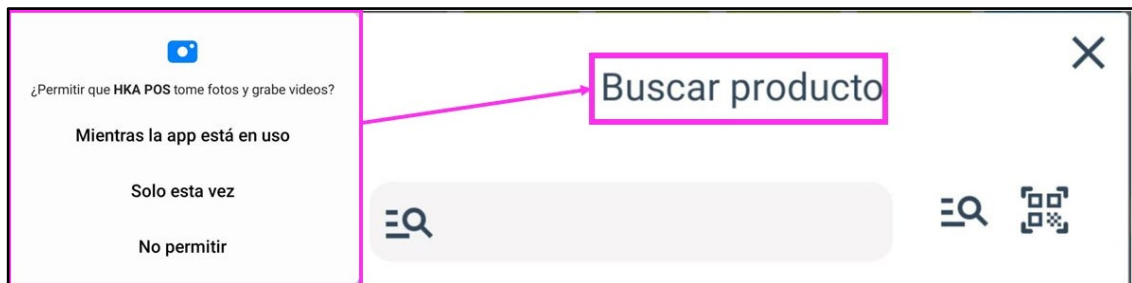 ¿Permitir que HKA POS tome fotos y grabe videos?
Mientras la app está en uso
Solo esta vez
No permitir
Buscar producto